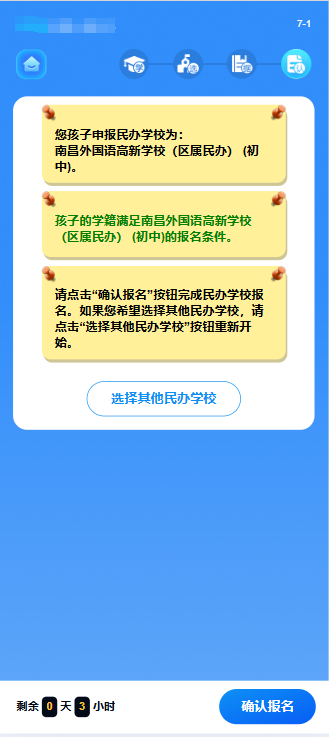 7-1
学
选
证
认
您孩子申报民办学校为：
南昌外国语高新学校（区属民办）(初
中)。
孩子的学籍满足南昌外国语高新学校
（区属民办）(初中)的报名条件。
请点击“确认报名”按钮完成民办学校报
名。如果您希望选择其他民办学校，请
点击“选择其他民办学校”按钮重新开
始。
选择其他民办学校
剩余 0 天 3 小时
确认报名